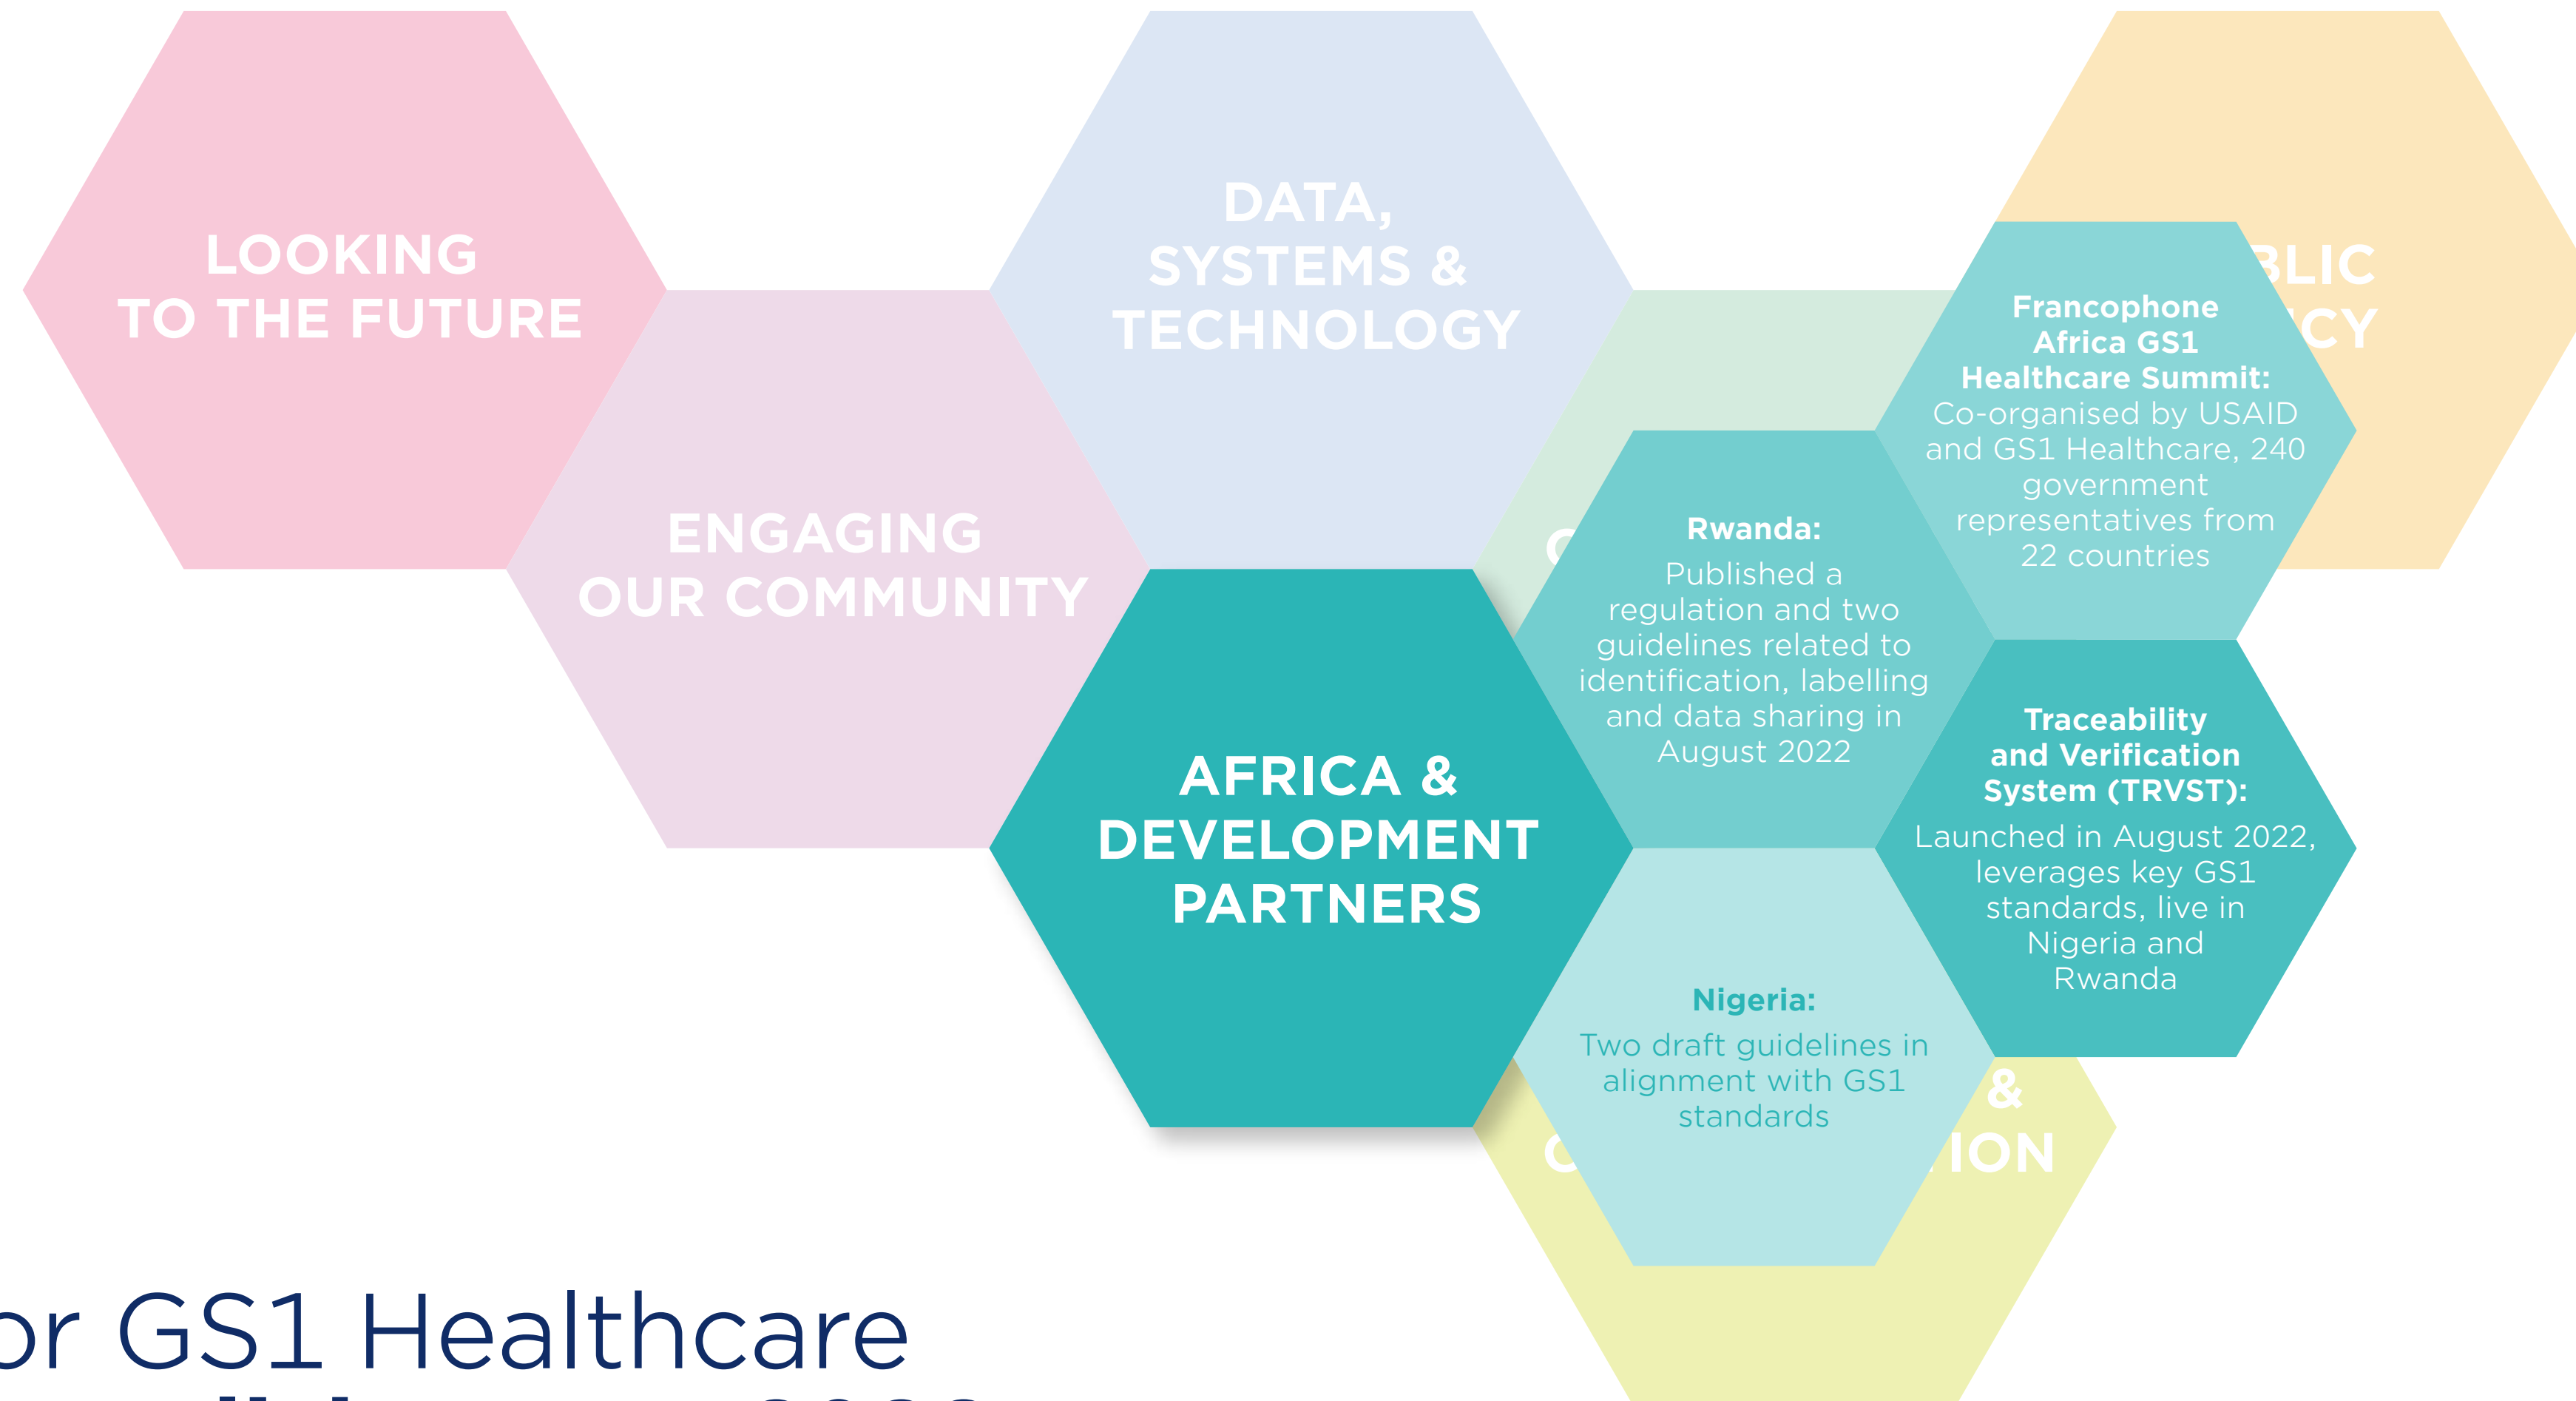 LOOKING
TO THE FUTURE
DATA,
SYSTEMS &
TECHNOLOGY
ENGAGING
OUR COMMUNITY
AFRICA &
DEVELOPMENT
PARTNERS
Francophone
Africa GS1
Healthcare Summit:
Co-organised by USAID
and GS1 Healthcare, 240
government
representatives from
22 countries
Rwanda:
Published a
regulation and two
guidelines related to
identification, labelling
and data sharing in
August 2022
Traceability
and Verification
System (TRVST):
Launched in August 2022,
leverages key GS1
standards, live in
Nigeria and
Rwanda
Nigeria:
Two draft guidelines in
alignment with GS1
standards
&
GS1 Healthcare